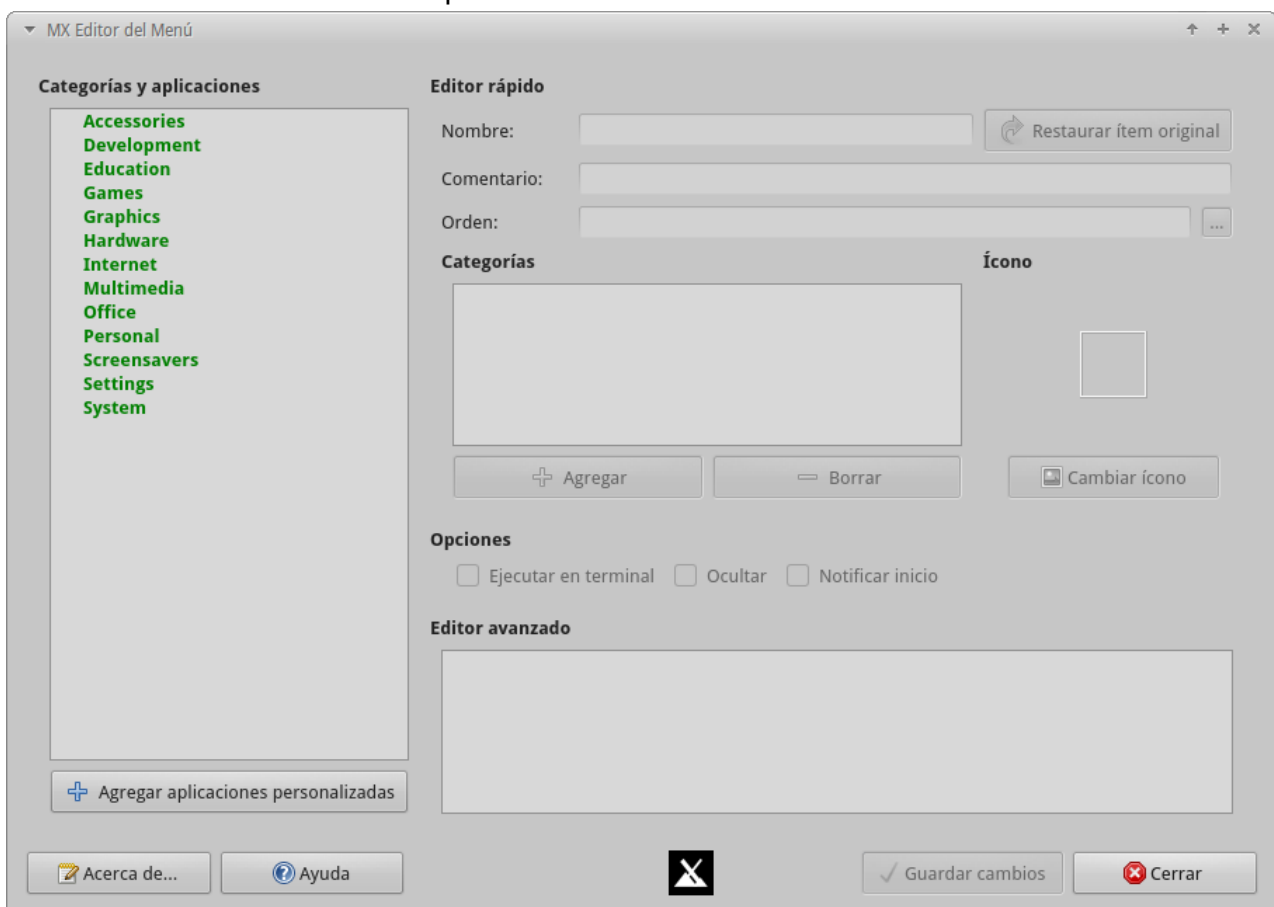 MX Editor del Menú
Categorías y aplicaciones
Accessories
Development
Education
Games
Graphics
Hardware
Internet
Multimedia
Office
Personal
Screensavers
Settings
System
Agregar aplicaciones personalizadas
Editor rápido
Nombre:
Restaurar ítem original
Comentario:
Orden:
...
Categorías
Ícono
Agregar
Borrar
Cambiar ícono
Opciones
Ejecutar en terminal
Ocultar
Notificar inicio
Editor avanzado
Acerca de...
Ayuda
Guardar cambios
Cerrar